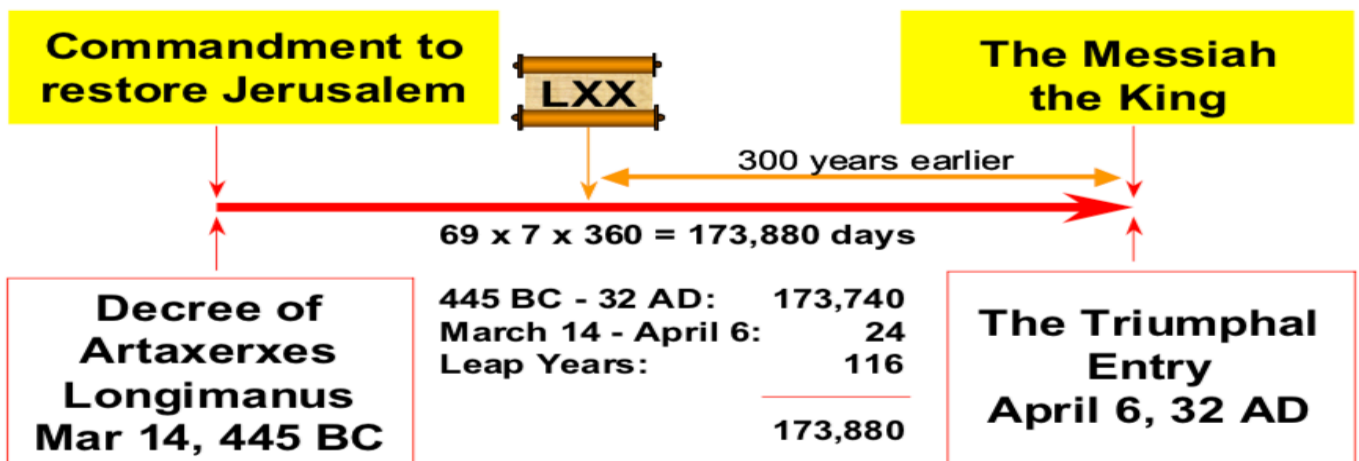 Commandment to
restore Jerusalem
LXX
The Messiah
the King
300 years earlier
69 x 7 x 360 = 173,880 days
Decree of
Artaxerxes
Longimanus
Mar 14, 445 BC
445 BC - 32 AD: 173,740
March 14 - April 6: 24
Leap Years: 116
173,880
The Triumphal
Entry
April 6, 32 AD